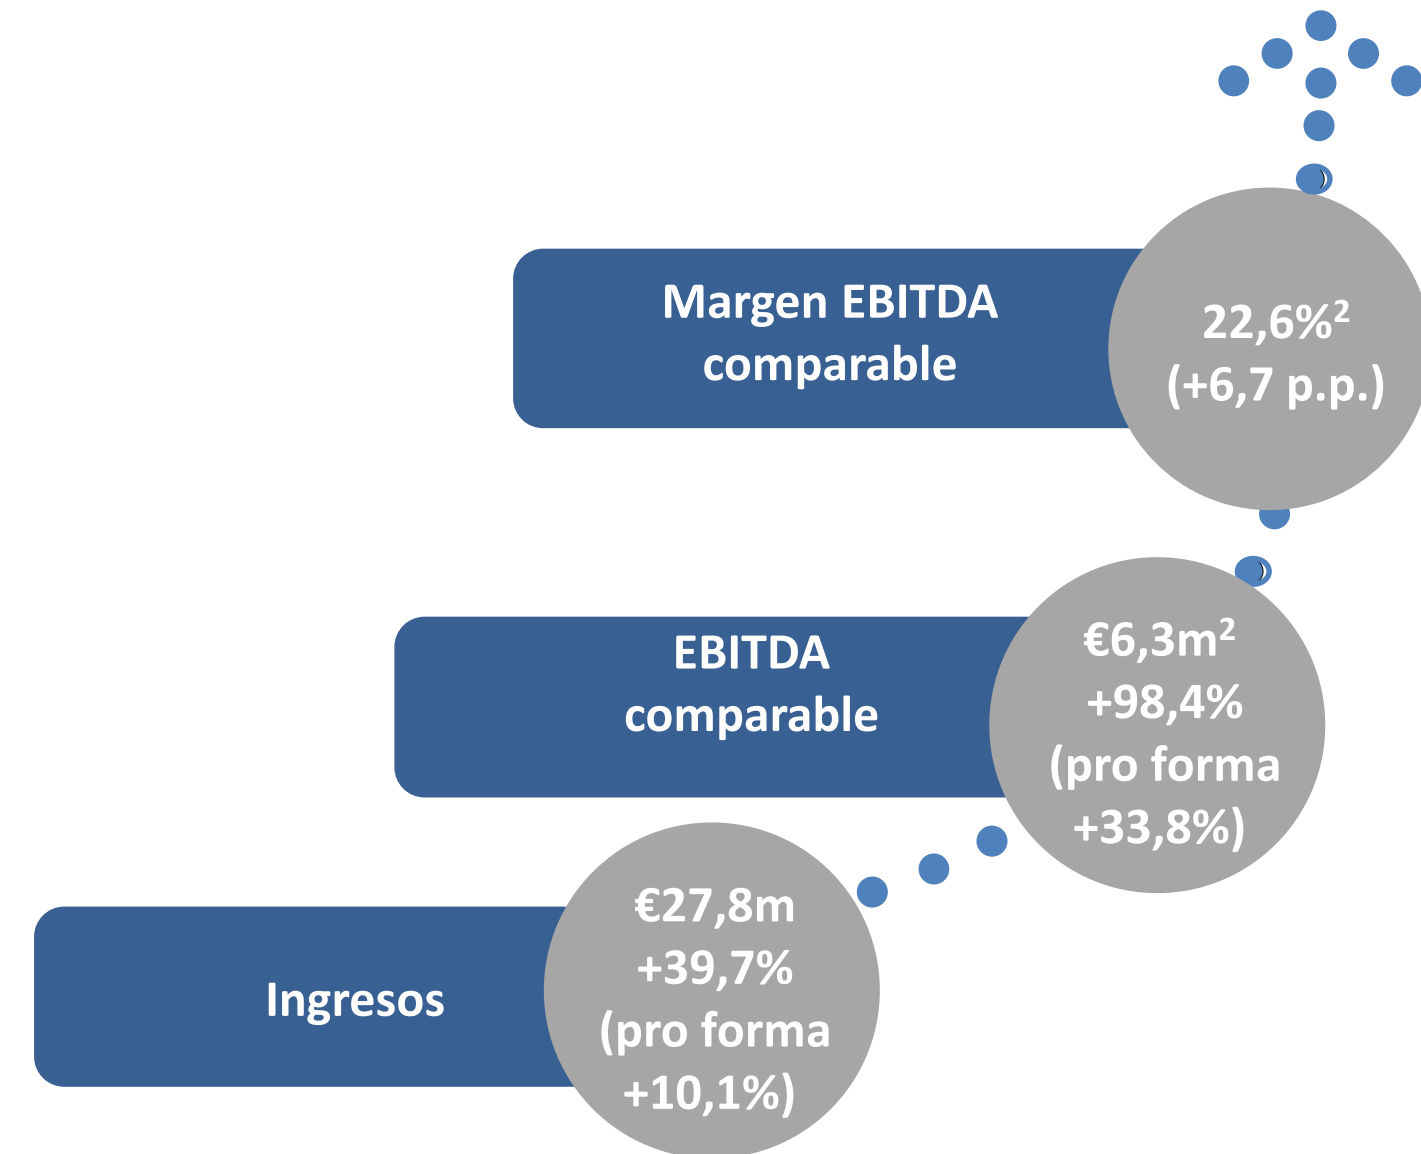 Margen EBITDA
comparable
22,6%²
(+6,7 p.p.)
EBITDA
comparable
€6,3m²
+98,4%
(pro forma
+33,8%)
Ingresos
€27,8m
+39,7%
(pro forma
+10,1%)